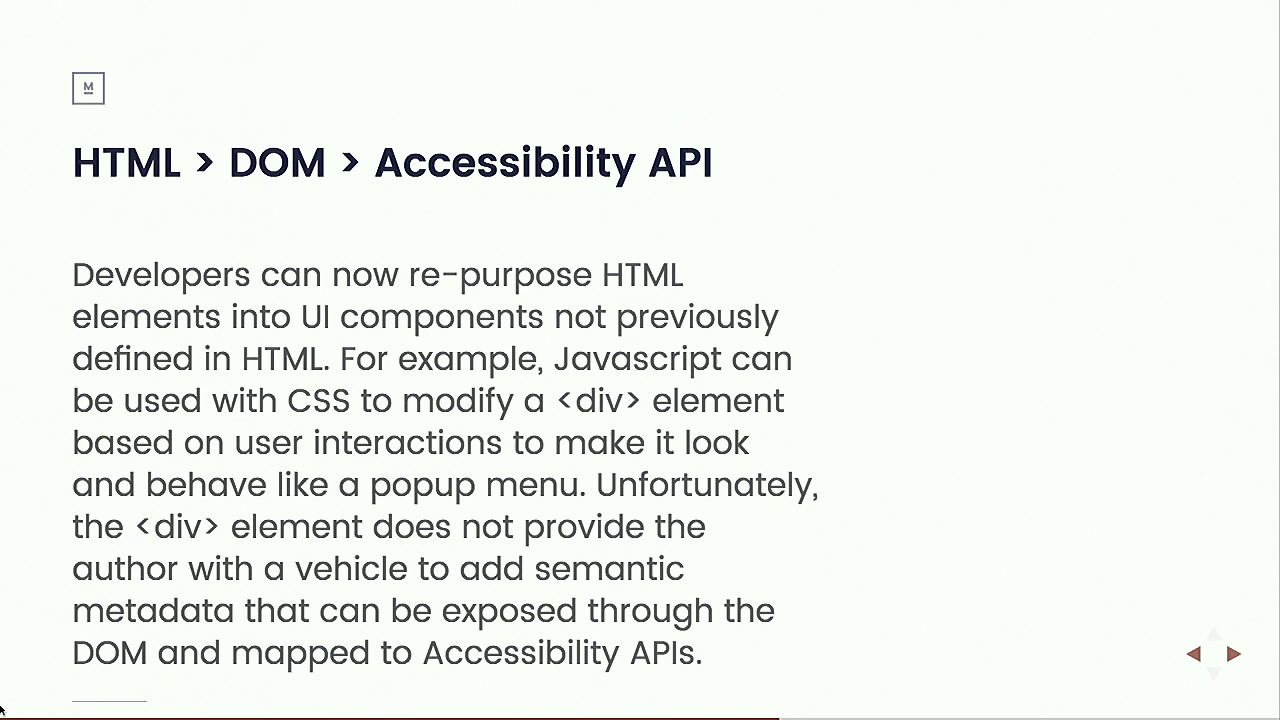 M
HTML > DOM > Accessibility API
Developers can now re-purpose HTML
elements into UI components not previously
defined in HTML. For example, Javascript can
be used with CSS to modify a <div> element
based on user interactions to make it look
and behave like a popup menu. Unfortunately,
the <div> element does not provide the
author with a vehicle to add semantic
metadata that can be exposed through the
DOM and mapped to Accessibility APIs.